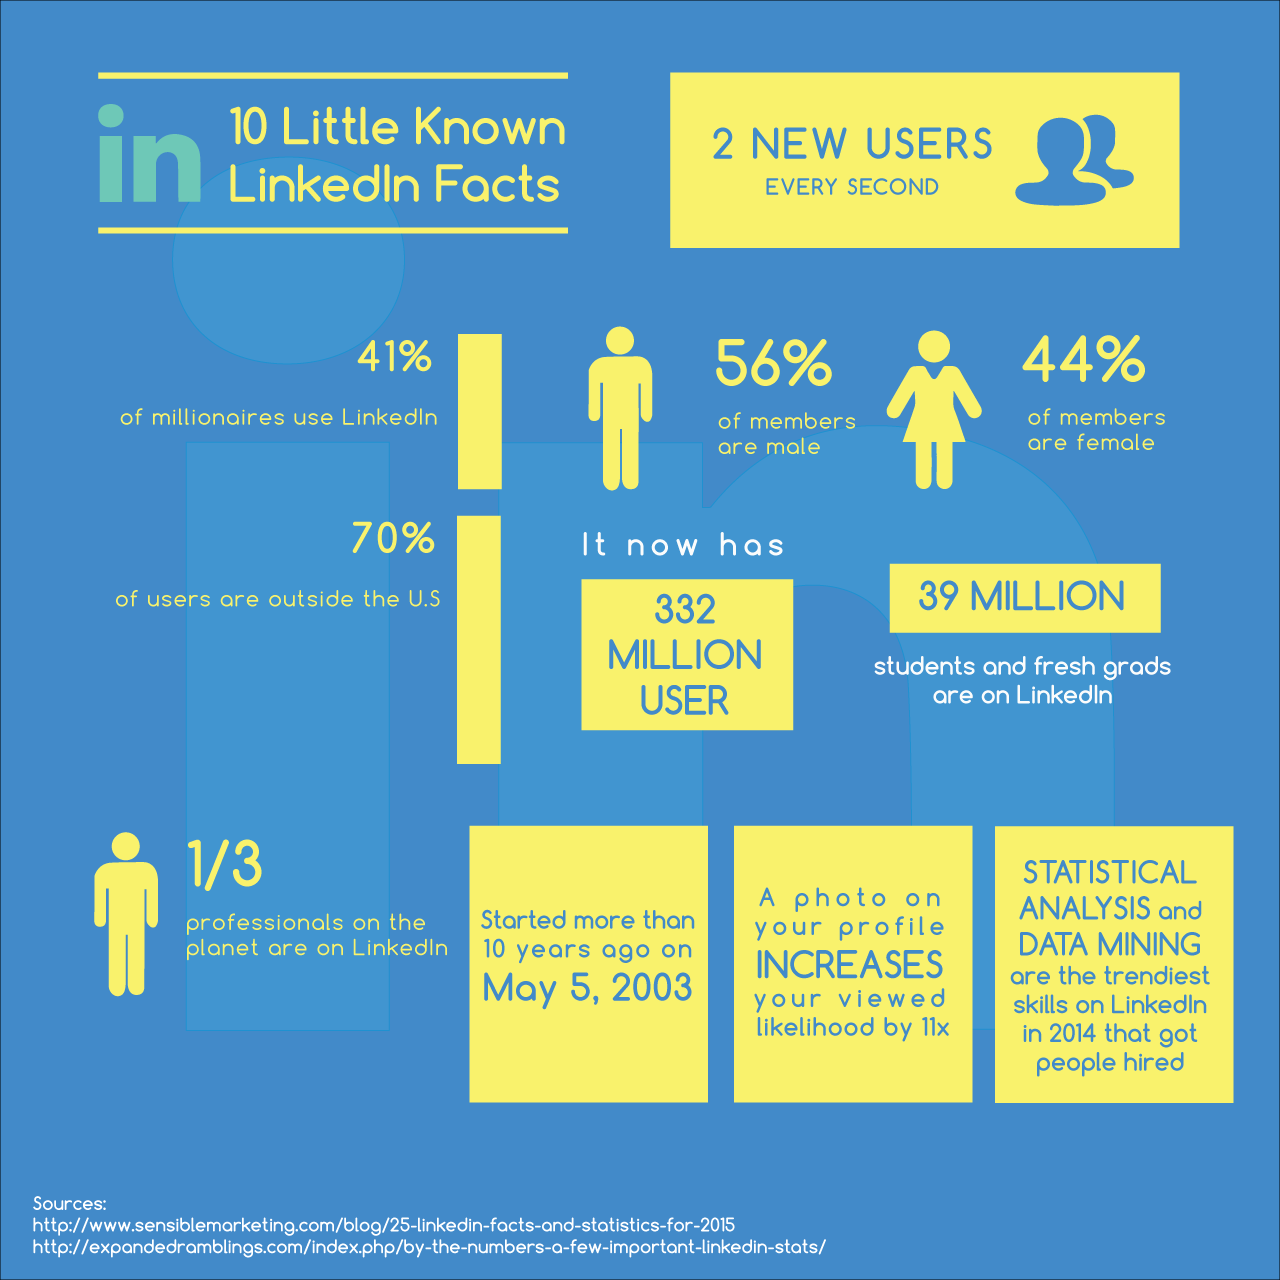 in
10 Little Known
LinkedIn Facts
2 NEW USERS
EVERY SECOND
41%
of millionaires use LinkedIn
56%
of members
are male
44%
of members
are female
70%
of users are outside the U.S
It now has
332
MILLION
USER
39 MILLION
students and fresh grads
are on LinkedIn
1/3
professionals on the
planet are on LinkedIn
Started more than
10 years ago on
May 5, 2003
A photo on
your profile
INCREASES
your viewed
likelihood by 11x
STATISTICAL
ANALYSIS and
DATA MINING
are the trendiest
skills on LinkedIn
in 2014 that got
people hired
Sources:
http://www.sensiblemarketing.com/blog/25-linkedin-facts-and-statistics-for-2015
http://expandedramblings.com/index.php/by-the-numbers-a-few-important-linkedin-stats/